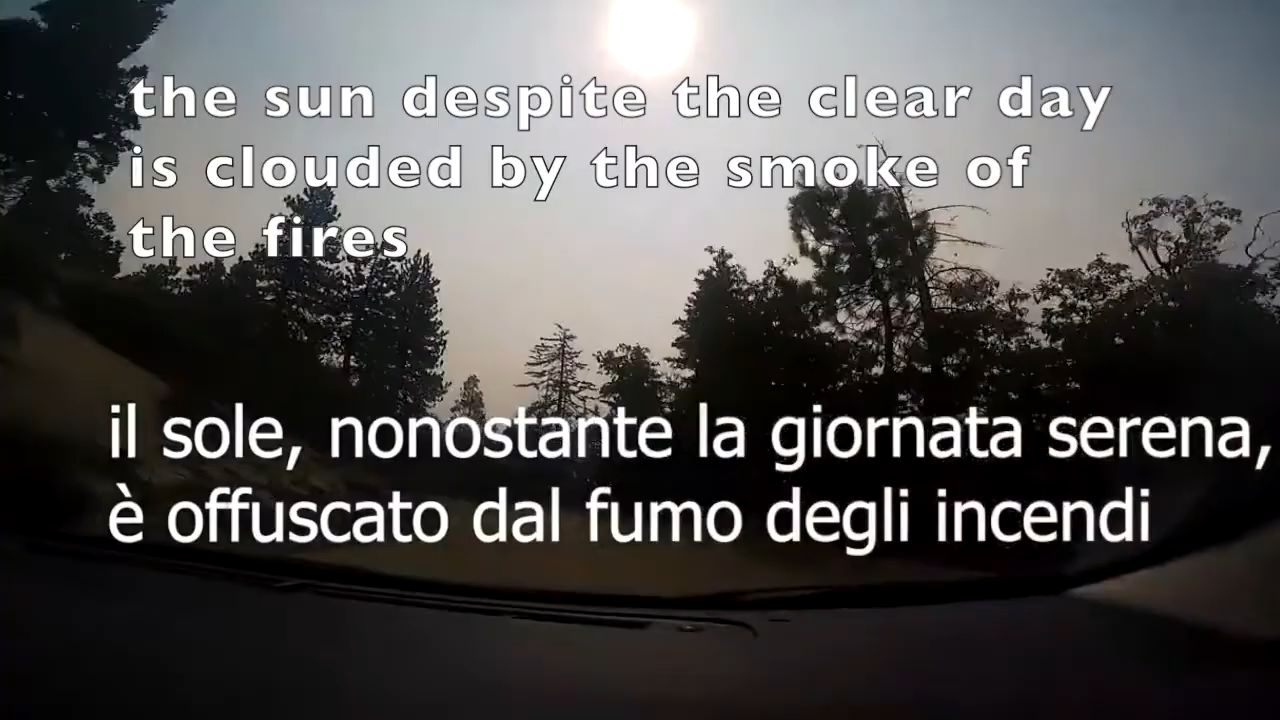 the sun despite the clear day
is clouded by the smoke of
the fires
il sole, nonostante la giornata serena,
è offuscato dal fumo degli incendi